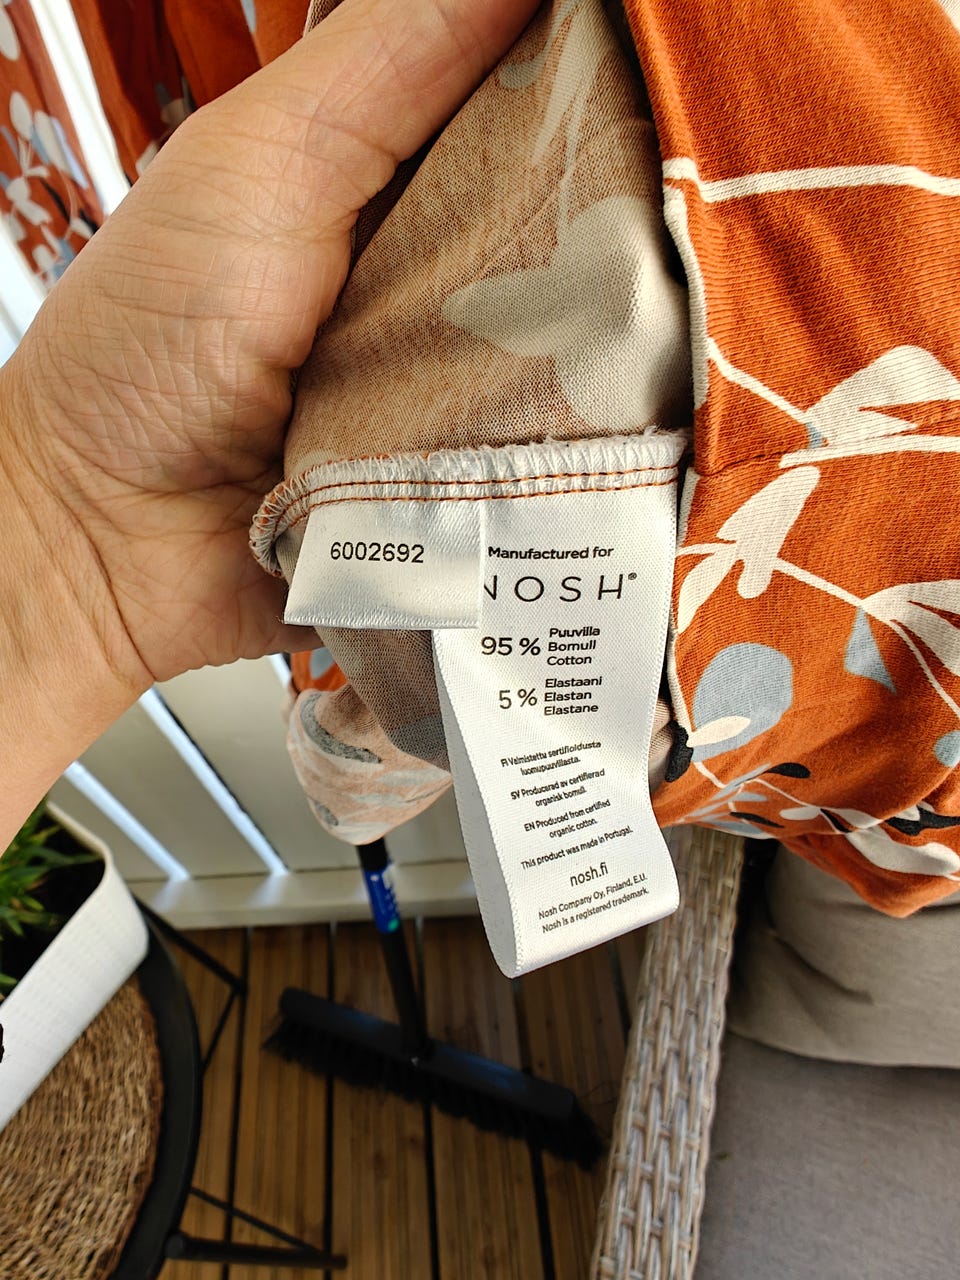 6002692
Manufactured for
NOSH®
95 %
Puuvilla
Bomull
Cotton
5 %
Elastaani
Elastan
Elastane
FI Valmistettu sertifioidusta
luomupuuvillasta.
SV Producerad av certifierad
organisk bomull.
EN Produced from certified
organic cotton.
This product was made in Portugal.
nosh.fi
Nosh Company Oy, Finland, E.U.
Nosh is a registered trademark.